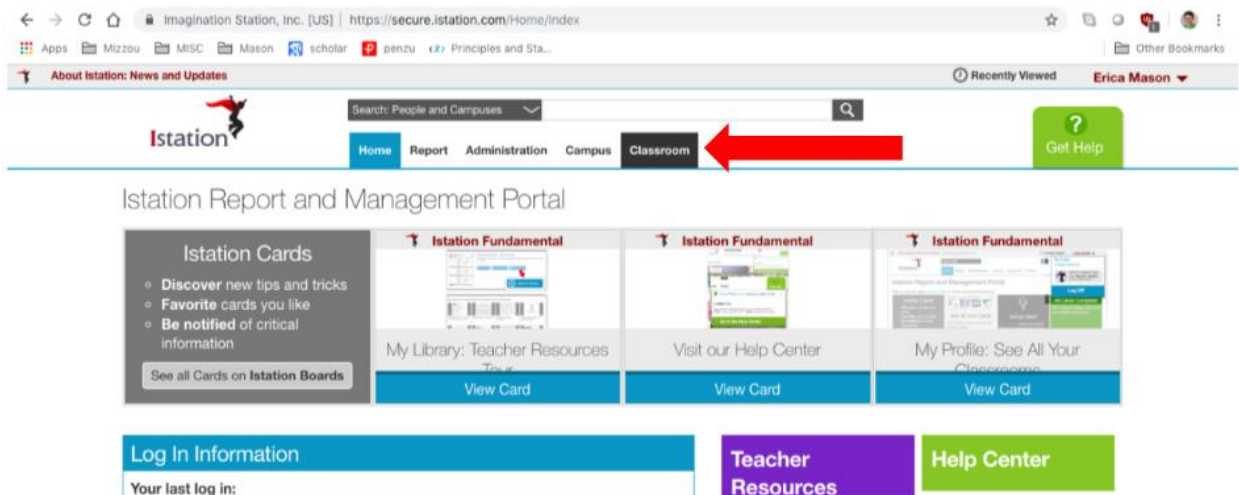 Imagination Station, Inc. [US] | https://secure.istation.com/Home/Index
Apps Mizzou MISC Mason scholar penzu Principles and Sta... Other Bookmarks
About Istation: News and Updates Recently Viewed Erica Mason
Istation
Search: People and Campuses
Home Report Administration Campus Classroom
? Get Help
Istation Report and Management Portal
Istation Cards
Discover new tips and tricks
Favorite cards you like
Be notified of critical
information
See all Cards on Istation Boards
Istation Fundamental
My Library: Teacher Resources
Tour
View Card
Istation Fundamental
Visit our Help Center
View Card
Istation Fundamental
My Profile: See All Your
Classrooms
View Card
Log In Information
Your last log in:
Teacher
Resources
Help Center